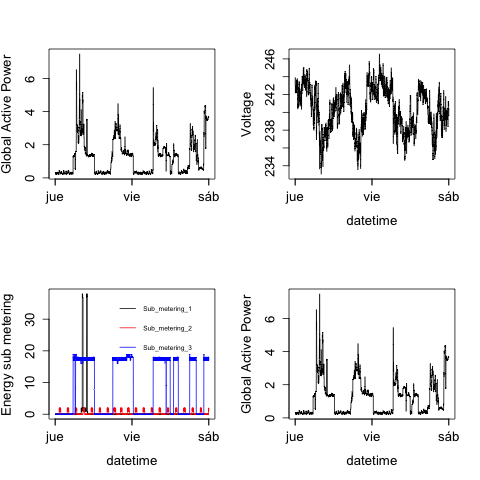 Global Active Power
0 2 4 6
jue vie sáb
Voltage
234 238 242 246
jue vie sáb
datetime
Energy sub metering
0 10 20 30
Sub_metering_1
Sub_metering_2
Sub_metering_3
jue vie sáb
datetime
Global Active Power
0 2 4 6
jue vie sáb
datetime